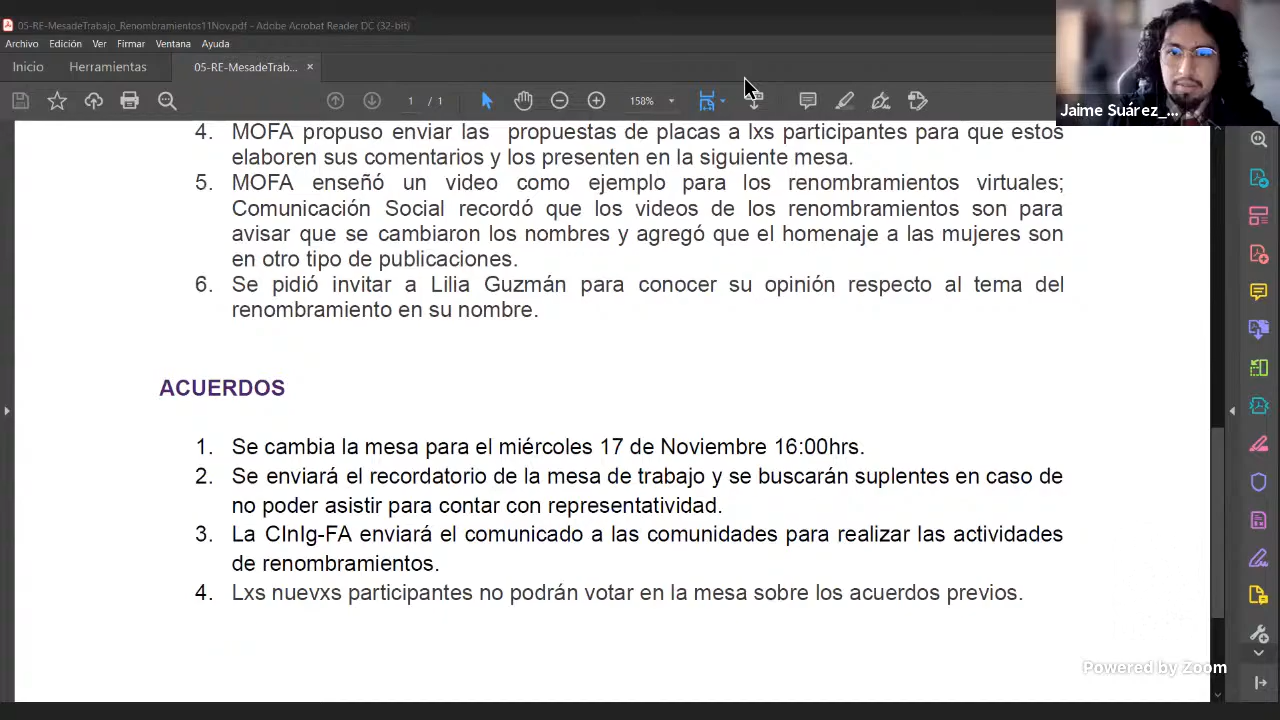 05-RE-MesadeTrabajo_Renombramientos11Nov.pdf - Adobe Acrobat Reader DC (32-bit)
Archivo Edición Ver Firmar Ventana Ayuda
Inicio Herramientas 05-RE-MesadeTrab... ×
1 / 1 158%
Jaime Suárez_...
4. MOFA propuso enviar las propuestas de placas a lxs participantes para que estos
elaboren sus comentarios y los presenten en la siguiente mesa.
5. MOFA enseñó un video como ejemplo para los renombramientos virtuales;
Comunicación Social recordó que los videos de los renombramientos son para
avisar que se cambiaron los nombres y agregó que el homenaje a las mujeres son
en otro tipo de publicaciones.
6. Se pidió invitar a Lilia Guzmán para conocer su opinión respecto al tema del
renombramiento en su nombre.
ACUERDOS
1. Se cambia la mesa para el miércoles 17 de Noviembre 16:00hrs.
2. Se enviará el recordatorio de la mesa de trabajo y se buscarán suplentes en caso de
no poder asistir para contar con representatividad.
3. La CInIg-FA enviará el comunicado a las comunidades para realizar las actividades
de renombramientos.
4. Lxs nuevxs participantes no podrán votar en la mesa sobre los acuerdos previos.
Powered by Zoom